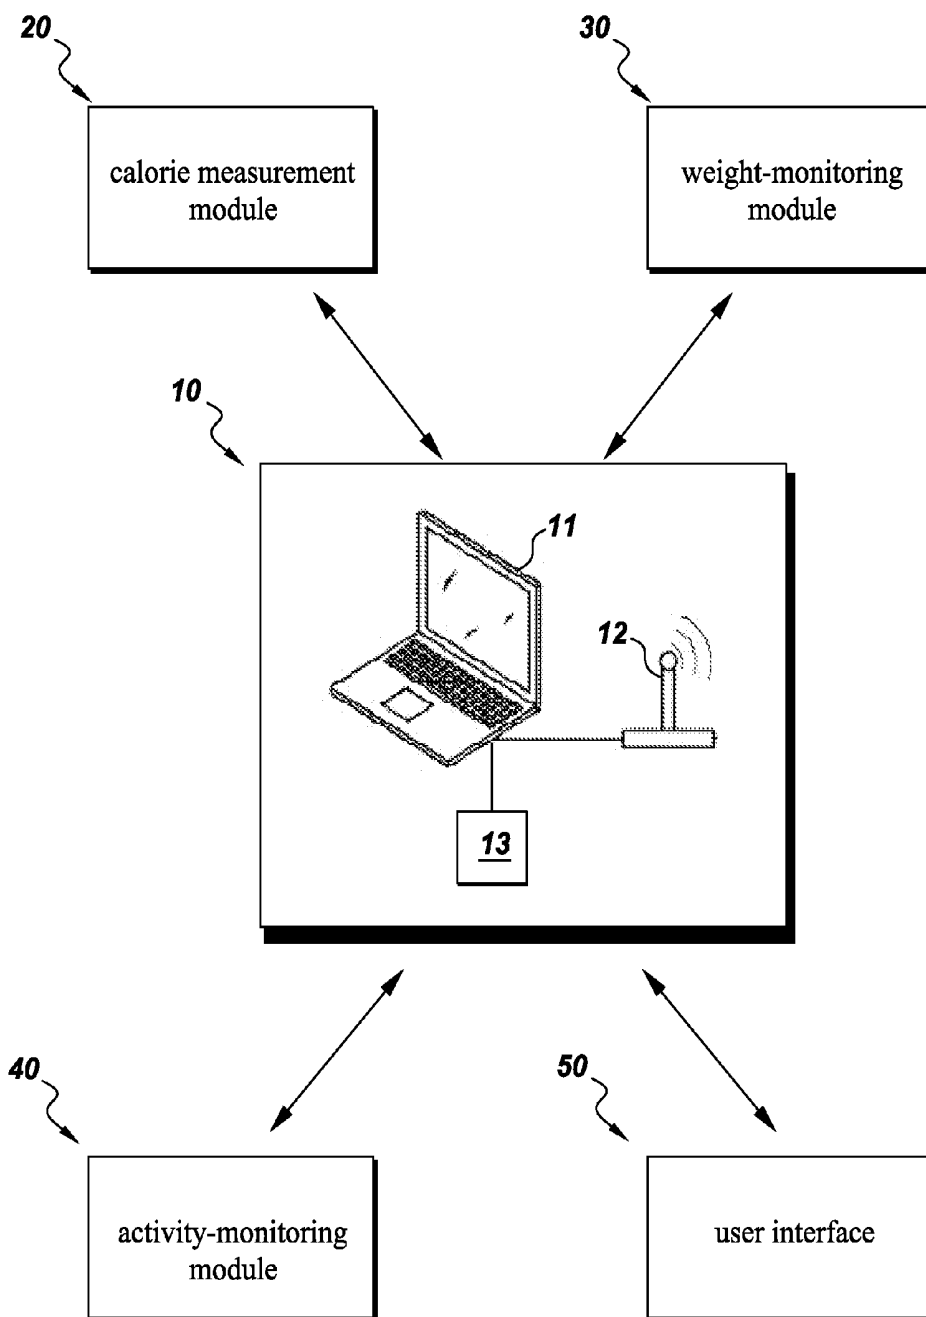 20
30
calorie measurement
module
weight-monitoring
module
10
11
12
13
40
50
activity-monitoring
module
user interface